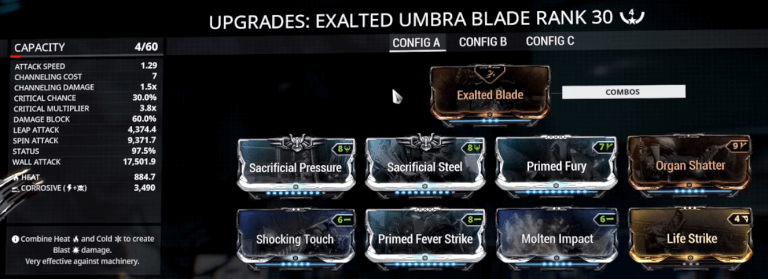 UPGRADES: EXALTED UMBRA BLADE RANK 30 4
CONFIG A CONFIG B CONFIG C
CAPACITY 4/60
ATTACK SPEED 1.29
CHANNELING COST 7
CHANNELING DAMAGE 1.5x
CRITICAL CHANCE 30.0%
CRITICAL MULTIPLIER 3.8x
DAMAGE BLOCK 60.0%
LEAP ATTACK 4,374.4
SPIN ATTACK 9,371.7
STATUS 97.5%
WALL ATTACK 17,501.9
HEAT 884.7
CORROSIVE ( + ) 3,490
Combine Heat and Cold to create
Blast damage.
Very effective against machinery.
Exalted Blade
COMBOS
8 8 7 9
Sacrificial Pressure Sacrificial Steel Primed Fury Organ Shatter
6 8 6 4
Shocking Touch Primed Fever Strike Molten Impact Life Strike